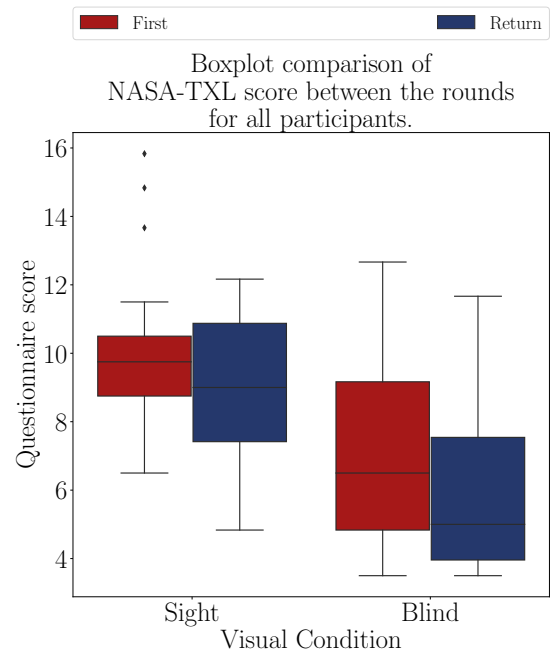 First
Return
Boxplot comparison of
NASA-TXL score between the rounds
for all participants.
16
14
12
10
8
6
4
Questionnaire score
Sight
Blind
Visual Condition